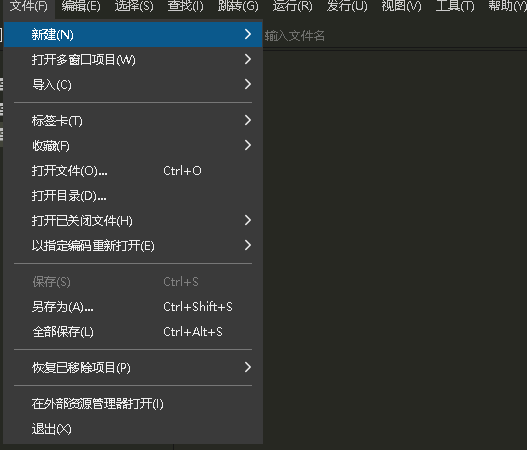 文件(F) 编辑(E) 选择(S) 查找(I) 跳转(G) 运行(R) 发行(U) 视图(V) 工具(T) 帮助(Y)
新建(N) 输入文件名
打开多窗口项目(W)
导入(C)
标签卡(T)
收藏(F)
打开文件(O)... Ctrl+O
打开目录(D)...
打开已关闭文件(H)
以指定编码重新打开(E)
保存(S) Ctrl+S
另存为(A)... Ctrl+Shift+S
全部保存(L) Ctrl+Alt+S
恢复已移除项目(P)
在外部资源管理器打开(I)
退出(X)